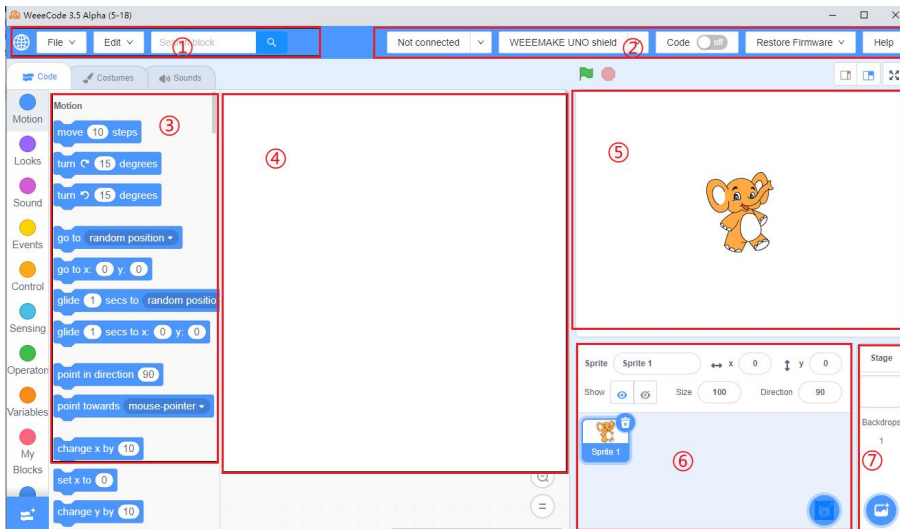 WeeeCode 3.5 Alpha (5-18)
File Edit Search block Not connected WEEEMAKE UNO shield Code off Restore Firmware Help
① ②
Code Costumes Sounds
Motion
Looks
Sound
Events
Control
Sensing
Operators
Variables
My
Blocks
Motion
③
move 10 steps
turn 15 degrees
turn 15 degrees
go to random position
go to x: 0 y: 0
glide 1 secs to random positio
glide 1 secs to x: 0 y: 0
point in direction 90
point towards mouse-pointer
change x by 10
set x to 0
change y by 10
④
⑤
Sprite Sprite 1 x 0 y 0
Show Size 100 Direction 90
Sprite 1
⑥
Stage
Backdrops
1
⑦